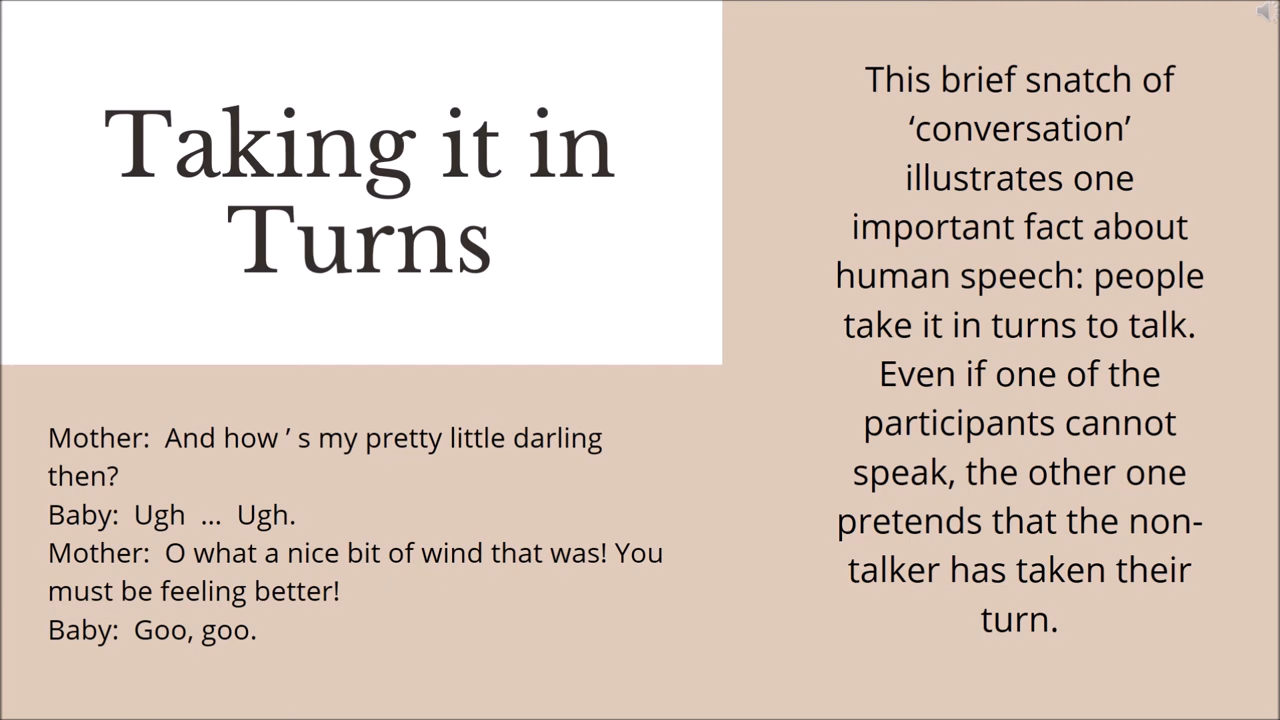 Taking it in
Turns
Mother:  And how ’ s my pretty little darling
then?
Baby:  Ugh  …  Ugh.
Mother:  O what a nice bit of wind that was! You
must be feeling better!
Baby:  Goo, goo.
This brief snatch of
‘conversation’
illustrates one
important fact about
human speech: people
take it in turns to talk.
Even if one of the
participants cannot
speak, the other one
pretends that the non-
talker has taken their
turn.